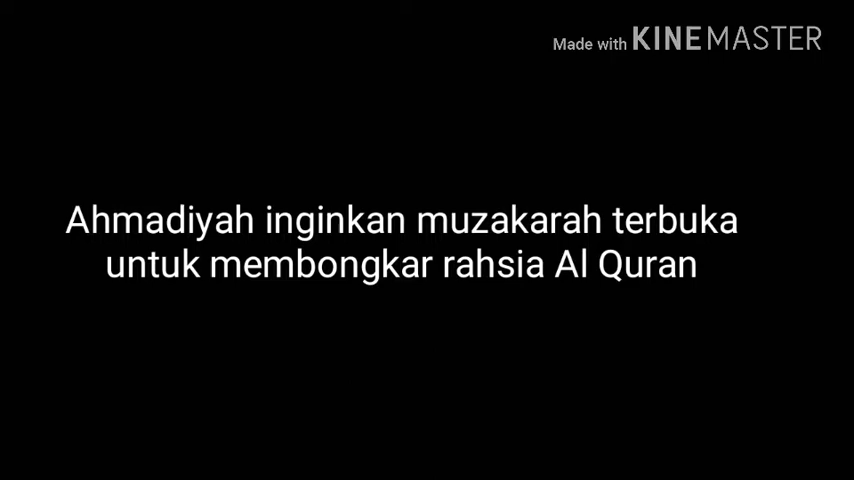 Made with KINEMASTER
Ahmadiyah inginkan muzakarah terbuka
untuk membongkar rahsia Al Quran